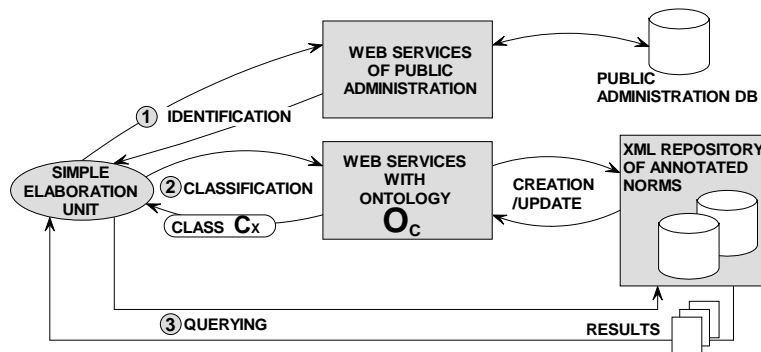 WEB SERVICES
OF PUBLIC
ADMINISTRATION
PUBLIC
ADMINISTRATION DB
1 IDENTIFICATION
SIMPLE
ELABORATION
UNIT
2 CLASSIFICATION
CLASS Cx
WEB SERVICES
WITH
ONTOLOGY
OC
CREATION
/UPDATE
XML REPOSITORY
OF ANNOTATED
NORMS
3 QUERYING
RESULTS